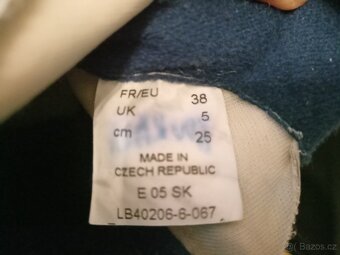 FR/EU 38
UK 5
cm 25
MADE IN
CZECH REPUBLIC
E 05 SK
LB40206-6-067
Bazos.cz